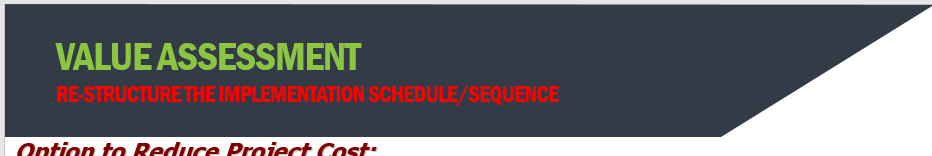 VALUE ASSESSMENT
RE-STRUCTURE THE IMPLEMENTATION SCHEDULE/SEQUENCE
Option to Reduce Project Cost: